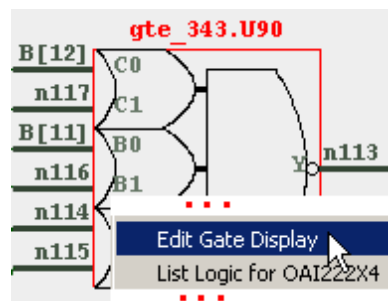 gte_343.U90
B[12]
C0
n117
C1
B[11]
B0
Y
n113
n116
B1
n114
...
n115
Edit Gate Display
List Logic for OAI222X4
...